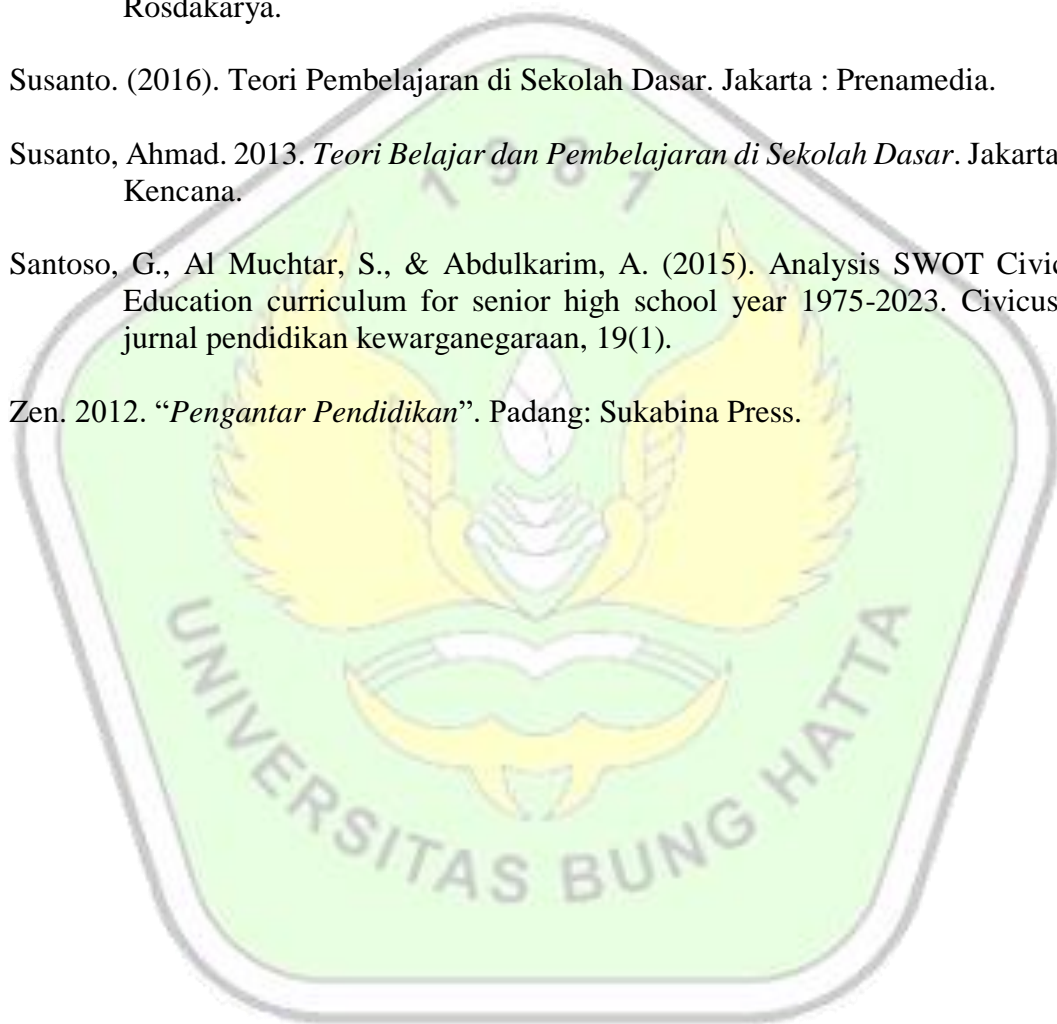 Rosdakarya.
Susanto. (2016). Teori Pembelajaran di Sekolah Dasar. Jakarta : Prenamedia.
Susanto, Ahmad. 2013. Teori Belajar dan Pembelajaran di Sekolah Dasar. Jakarta
Kencana.
Santoso, G., Al Muchtar, S., & Abdulkarim, A. (2015). Analysis SWOT Civic
Education curriculum for senior high school year 1975-2023. Civicus
jurnal pendidikan kewarganegaraan, 19(1).
Zen. 2012. “Pengantar Pendidikan”. Padang: Sukabina Press.
1981
UNIVERSITAS BUNG HATTA